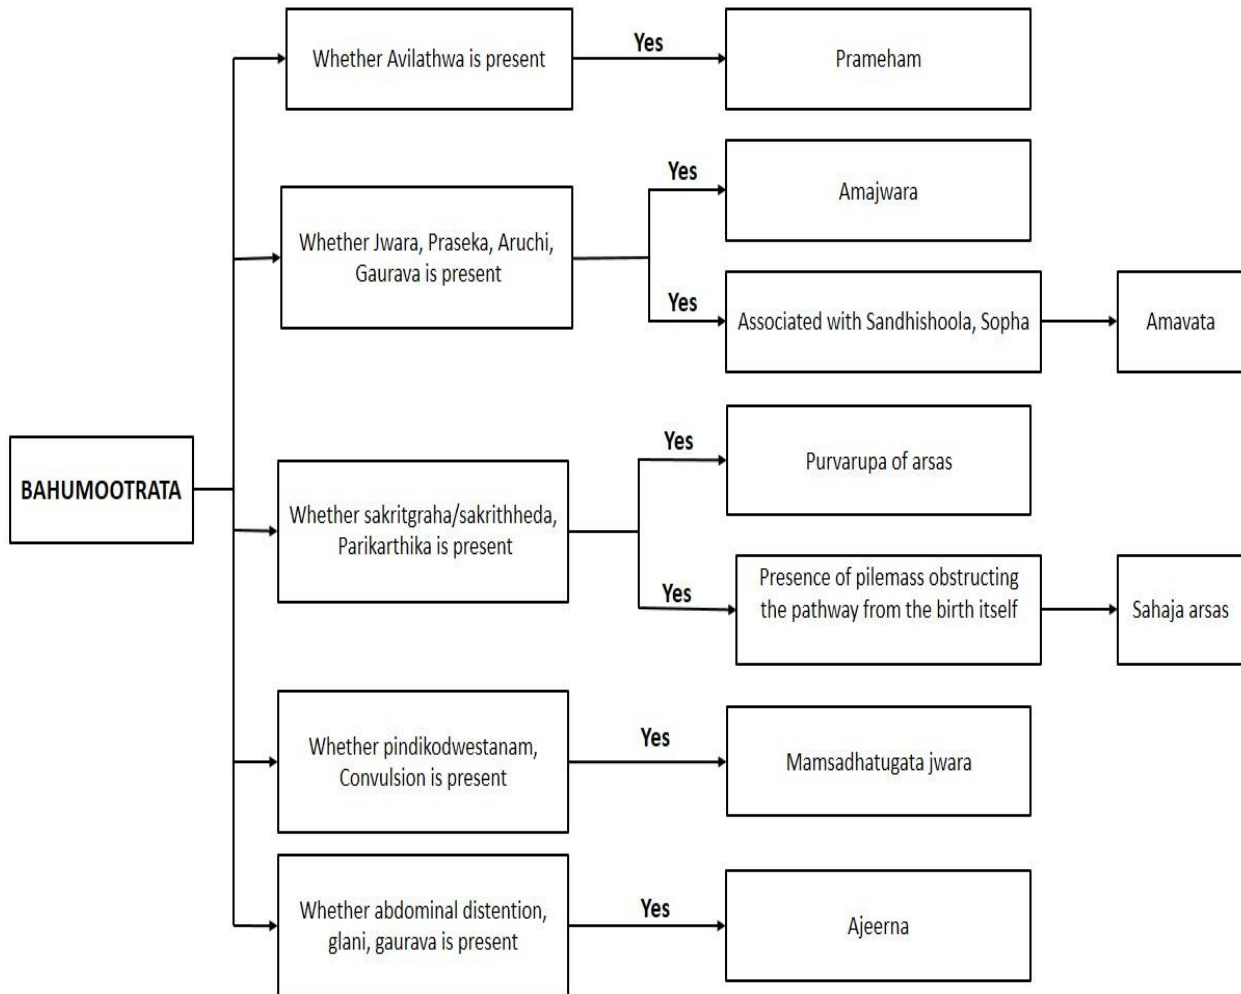 BAHUMOOTRATA
Whether Avilathwa is present
Yes
Prameham
Whether Jwara, Praseka, Aruchi,
Gaurava is present
Yes
Amajwara
Yes
Associated with Sandhishoola, Sopha
Amavata
Whether sakritgraha/sakrithheda,
Parikarthika is present
Yes
Purvarupa of arsas
Yes
Presence of pilemass obstructing
the pathway from the birth itself
Sahaja arsas
Whether pindikodwestanam,
Convulsion is present
Yes
Mamsadhatugata jwara
Whether abdominal distention,
glani, gaurava is present
Yes
Ajeerna